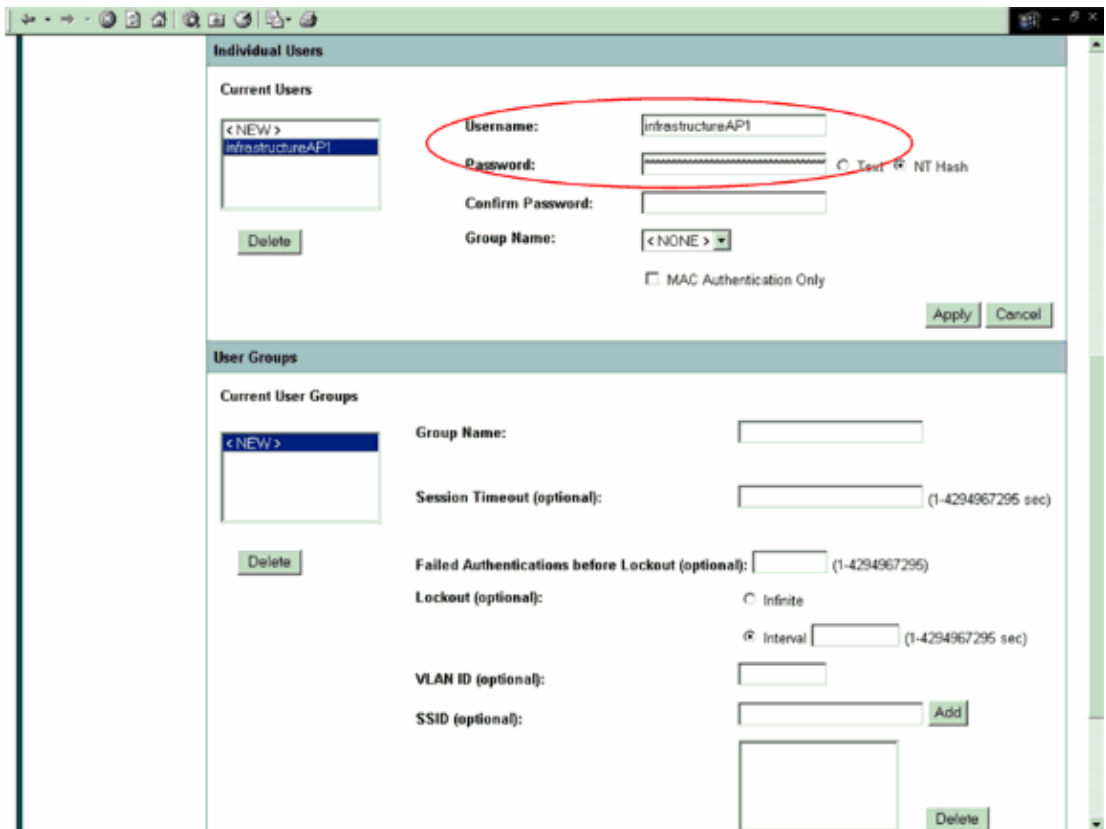 Individual Users
Current Users
< NEW >
infrastructureAP1
Delete
Username: infrastructureAP1
Password: Text NT Hash
Confirm Password:
Group Name: < NONE >
MAC Authentication Only
Apply Cancel
User Groups
Current User Groups
< NEW >
Delete
Group Name:
Session Timeout (optional): (1-4294967295 sec)
Failed Authentications before Lockout (optional): (1-4294967295)
Lockout (optional): Infinite
Interval (1-4294967295 sec)
VLAN ID (optional):
SSID (optional): Add
Delete